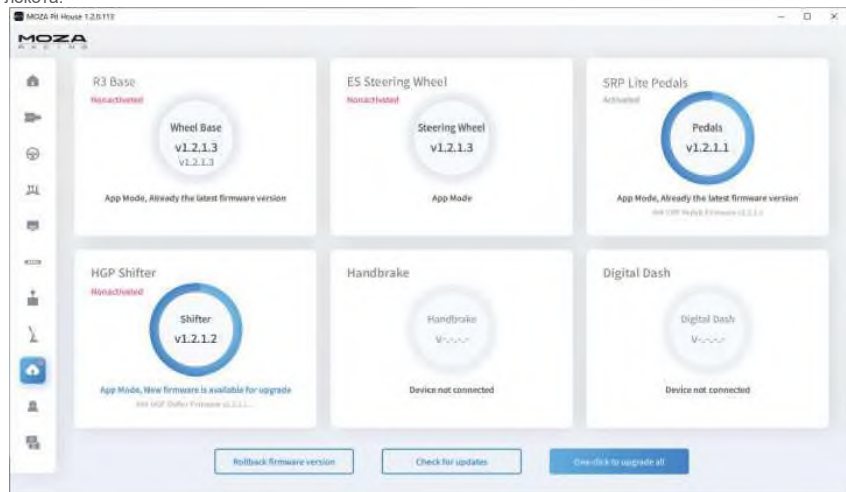 MOZA Pit House 1.2.6.113
MOZA
RACING
R3 Base
Nonactivated
Wheel Base
v1.2.1.3
v1.2.1.3
App Mode, Already the latest firmware version
ES Steering Wheel
Nonactivated
Steering Wheel
v1.2.1.3
App Mode
SRP Lite Pedals
Activated
Pedals
v1.2.1.1
App Mode, Already the latest firmware version
HGP Shifter
Nonactivated
Shifter
v1.2.1.2
App Mode, New firmware is available for upgrade
Handbrake
Handbrake
v-.-.-.-
Device not connected
Digital Dash
Digital Dash
v-.-.-.-
Device not connected
Rollback firmware version
Check for updates
One-click to upgrade all